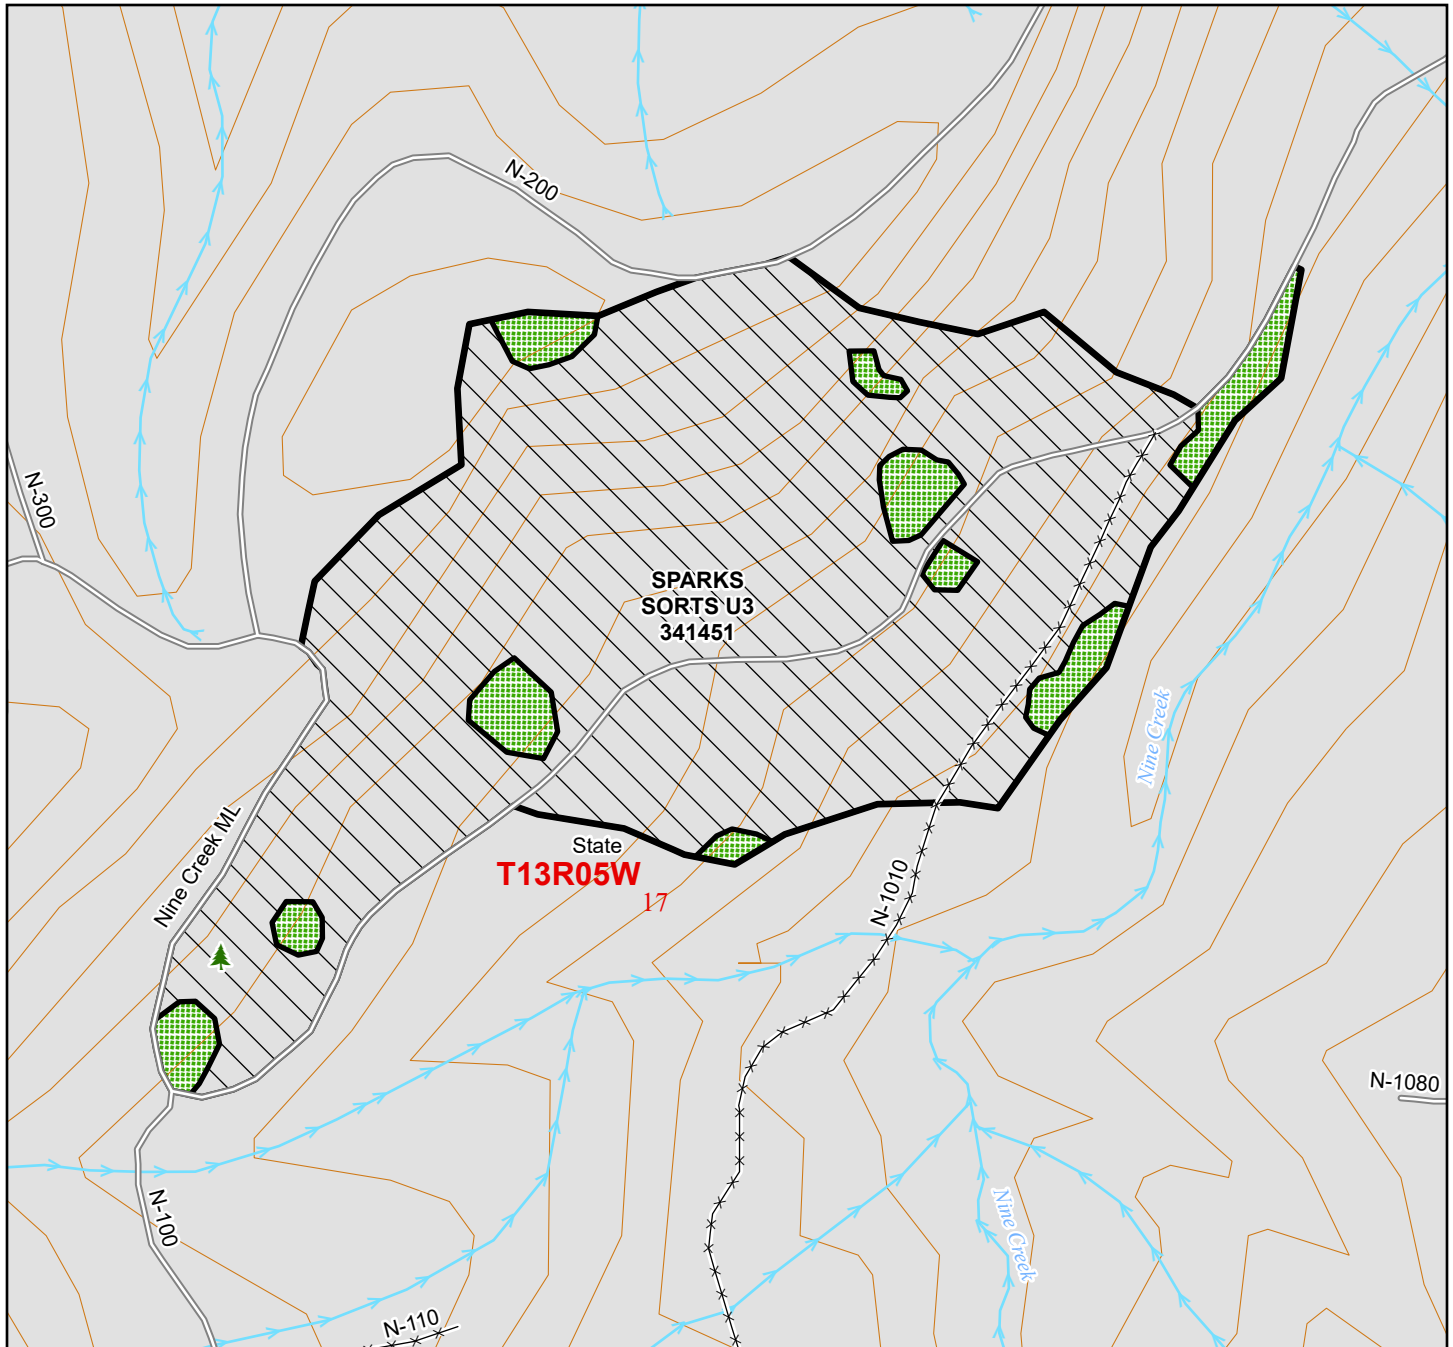 N-200
N-300
SPARKS
SORTS U3
341451
Nine Creek
Nine Creek ML
State
T13R05W
17
N-1010
N-1080
N-100
Nine Creek
N-110